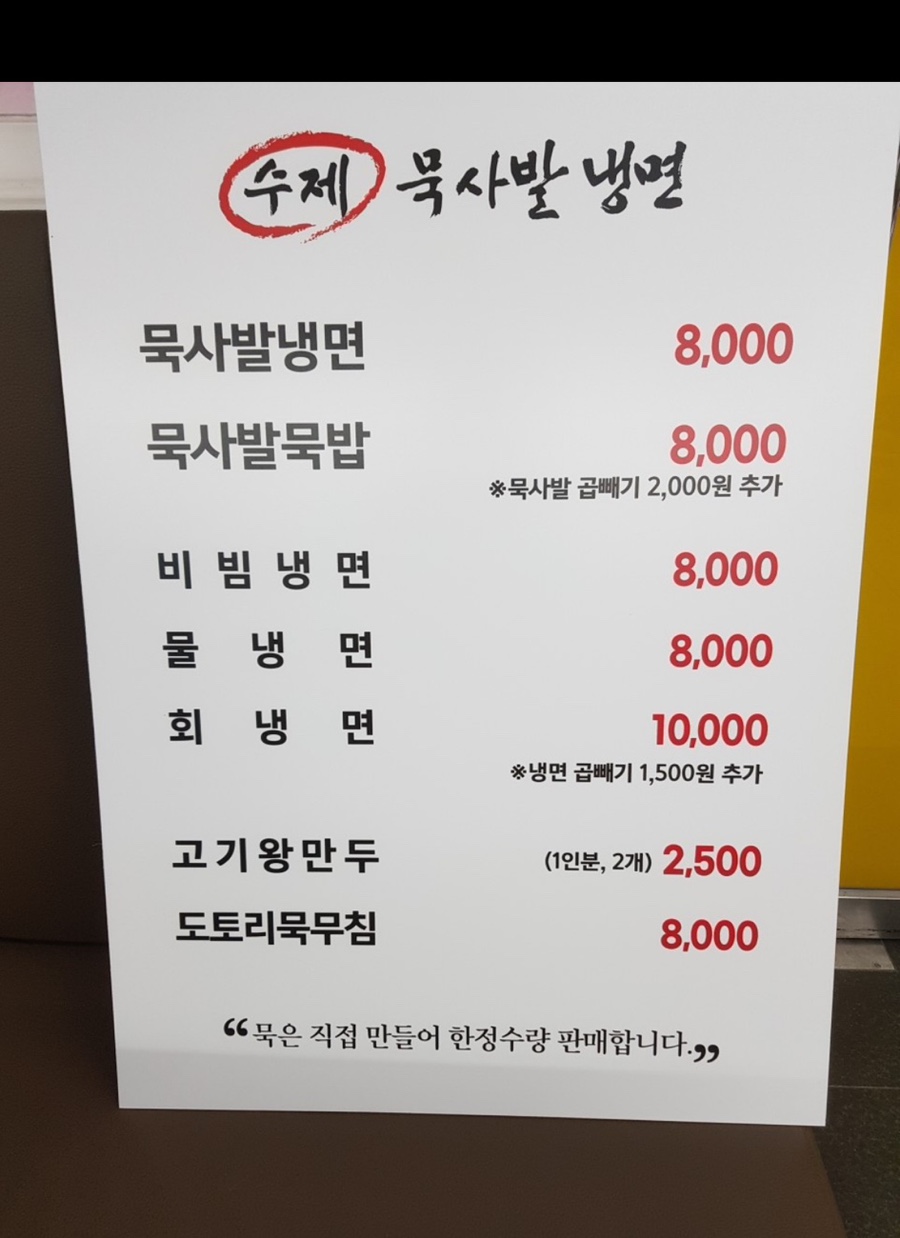 수제 묵사발 냉면
묵사발냉면 8,000
묵사발묵밥 8,000
※묵사발 곱빼기 2,000원 추가
비 빔 냉 면 8,000
물 냉 면 8,000
회 냉 면 10,000
※냉면 곱빼기 1,500원 추가
고 기 왕 만 두 (1인분, 2개) 2,500
도토리묵무침 8,000
“묵은 직접 만들어 한정수량 판매합니다.”